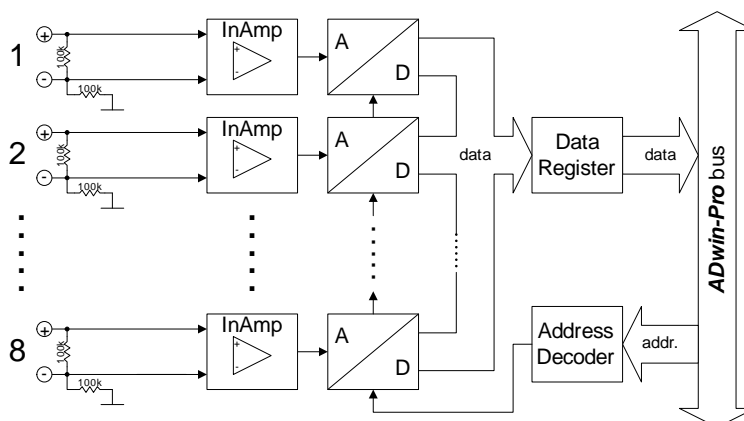 1
+
-
100k
100k
InAmp
+
-
A
D
2
+
-
100k
100k
InAmp
+
-
A
D
data
Data
Register
data
ADwin-Pro bus
8
+
-
100k
100k
InAmp
+
-
A
D
Address
Decoder
addr.